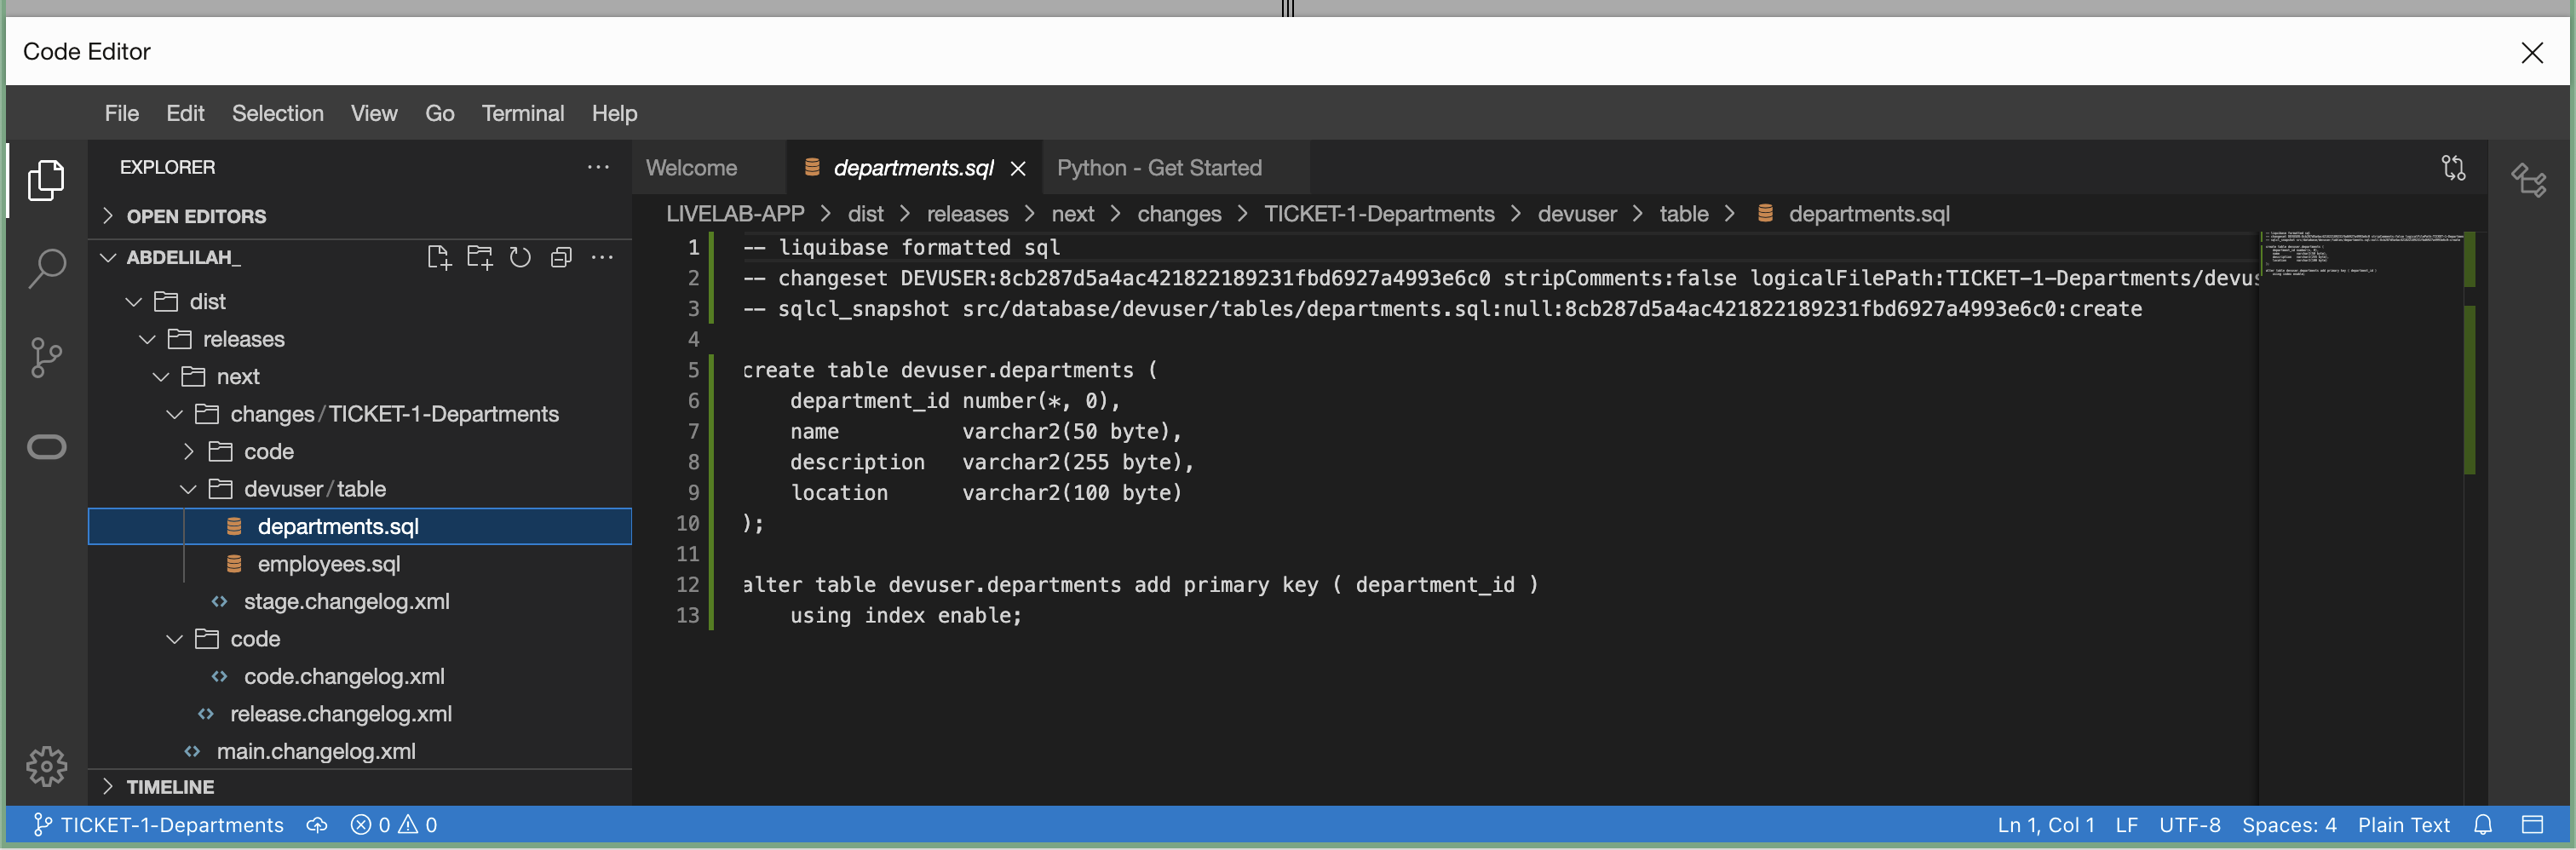 Code Editor
File Edit Selection View Go Terminal Help
EXPLORER
OPEN EDITORS
ABDELILAH_
dist
releases
next
changes/TICKET-1-Departments
code
devuser/table
departments.sql
employees.sql
stage.changelog.xml
code
code.changelog.xml
release.changelog.xml
main.changelog.xml
TIMELINE
Welcome departments.sql Python - Get Started
LIVELAB-APP > dist > releases > next > changes > TICKET-1-Departments > devuser > table > departments.sql
1 -- liquibase formatted sql
2 -- changeset DEVUSER:8cb287d5a4ac421822189231fbd6927a4993e6c0 stripComments:false logicalFilePath:TICKET-1-Departments/devus
3 -- sqlcl_snapshot src/database/devuser/tables/departments.sql:null:8cb287d5a4ac421822189231fbd6927a4993e6c0:create
4
5 create table devuser.departments (
6 department_id number(*, 0),
7 name varchar2(50 byte),
8 description varchar2(255 byte),
9 location varchar2(100 byte)
10 );
11
12 alter table devuser.departments add primary key ( department_id )
13 using index enable;
TICKET-1-Departments 0 0 Ln 1, Col 1 LF UTF-8 Spaces: 4 Plain Text